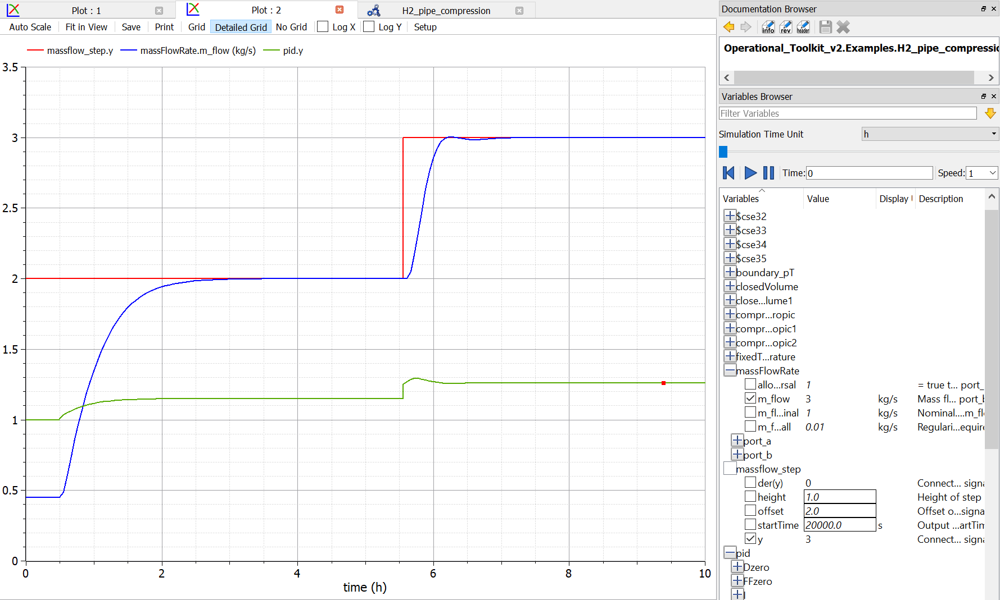 Plot : 1
Plot : 2
H2_pipe_compression
Auto Scale
Fit in View
Save
Print
Grid
Detailed Grid
No Grid
Log X
Log Y
Setup
massflow_step.y
massFlowRate.m_flow (kg/s)
pid.y
3.5
3
2.5
2
1.5
1
0.5
0
0
2
4
6
8
10
time (h)
Documentation Browser
info
rev
header
Operational_Toolkit_v2.Examples.H2_pipe_compressio
Variables Browser
Filter Variables
Simulation Time Unit
h
Time: 0
Speed: 1
Variables Value Display Description
$cse32
$cse33
$cse34
$cse35
boundary_pT
closedVolume
close...lume1
compr...ropic
compr...opic1
compr...opic2
fixedT...rature
massFlowRate
allo...rsal 1 = true t... port_
m_flow 3 kg/s Mass fl... port_b
m_fl...inal 1 kg/s Nominal....m_fl
m_f...all 0.01 kg/s Regulari...equire
port_a
port_b
massflow_step
der(y) 0 Connect... signa
height 1.0 Height of step
offset 2.0 Offset o...signa
startTime 20000.0 s Output ...artTim
y 3 Connect... signa
pid
Dzero
FFzero
I